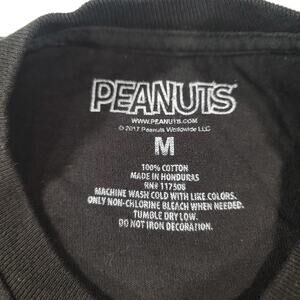 PEANUTS
WWW.PEANUTS.COM
© 2017 Peanuts Worldwide LLC
M
100% COTTON
MADE IN HONDURAS
RN# 117508
MACHINE WASH COLD WITH LIKE COLORS.
ONLY NON-CHLORINE BLEACH WHEN NEEDED.
TUMBLE DRY LOW.
DO NOT IRON DECORATION.